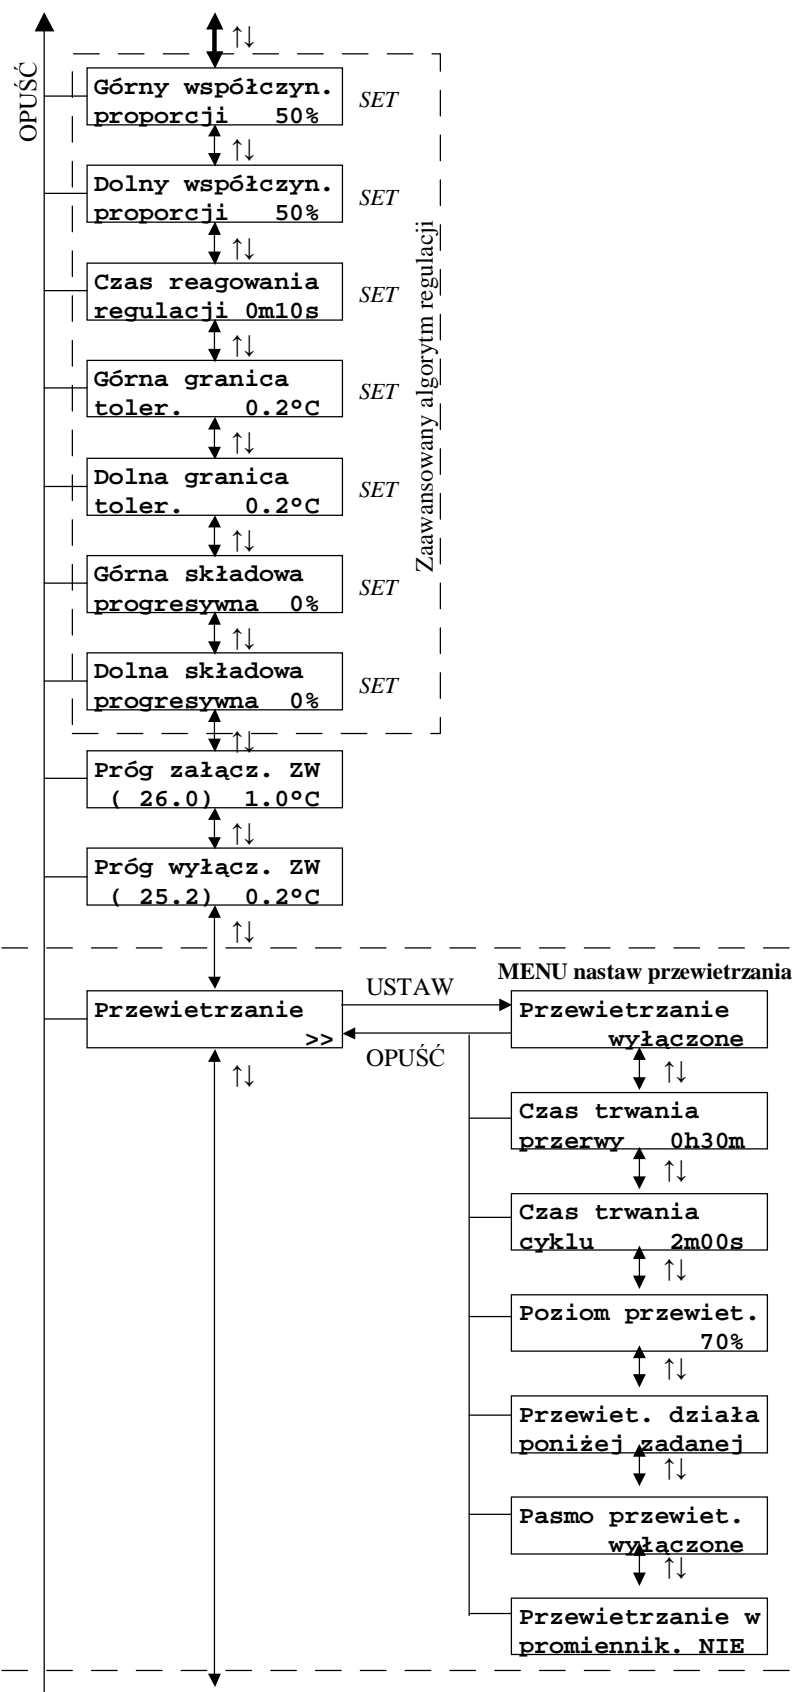 ↑↓
OPUŚĆ
Górny współczyn.
proporcji 50%
SET
↑↓
Dolny współczyn.
proporcji 50%
SET
↑↓
Czas reagowania
regulacji 0m10s
SET
↑↓
Górna granica
toler. 0.2°C
SET
↑↓
Dolna granica
toler. 0.2°C
SET
↑↓
Górna składowa
progresywna 0%
SET
↑↓
Dolna składowa
progresywna 0%
SET
Zaawansowany algorytm regulacji
↑↓
Próg załącz. ZW
( 26.0) 1.0°C
↑↓
Próg wyłącz. ZW
( 25.2) 0.2°C
↑↓
Przewietrzanie
>>
↑↓
USTAW
OPUŚĆ
MENU nastaw przewietrzania
Przewietrzanie
wyłączone
↑↓
Czas trwania
przerwy 0h30m
↑↓
Czas trwania
cyklu 2m00s
↑↓
Poziom przewiet.
70%
↑↓
Przewiet. działa
poniżej zadanej
↑↓
Pasmo przewiet.
wyłączone
↑↓
Przewietrzanie w
promiennik. NIE